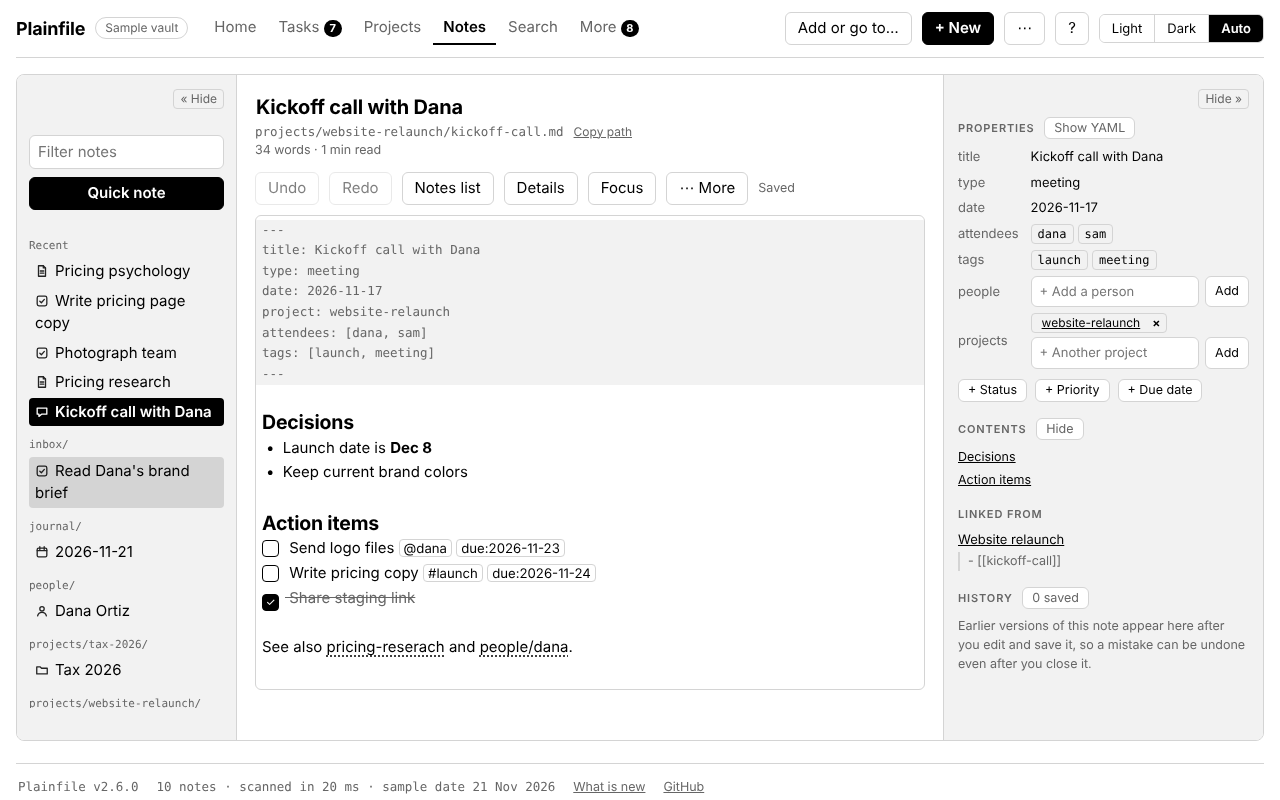 Plainfile Sample vault Home Tasks 7 Projects Notes Search More 8 Add or go to... + New ··· ? Light Dark Auto
« Hide
Filter notes
Quick note
Recent
Pricing psychology
Write pricing page
copy
Photograph team
Pricing research
Kickoff call with Dana
inbox/
Read Dana's brand
brief
journal/
2026-11-21
people/
Dana Ortiz
projects/tax-2026/
Tax 2026
projects/website-relaunch/
Kickoff call with Dana
projects/website-relaunch/kickoff-call.md Copy path
34 words · 1 min read
Undo Redo Notes list Details Focus ··· More Saved
---
title: Kickoff call with Dana
type: meeting
date: 2026-11-17
project: website-relaunch
attendees: [dana, sam]
tags: [launch, meeting]
---
Decisions
• Launch date is Dec 8
• Keep current brand colors
Action items
Send logo files @dana due:2026-11-23
Write pricing copy #launch due:2026-11-24
Share staging link
See also pricing-reserach and people/dana.
Hide »
PROPERTIES Show YAML
title Kickoff call with Dana
type meeting
date 2026-11-17
attendees dana sam
tags launch meeting
people + Add a person Add
website-relaunch ×
projects + Another project Add
+ Status + Priority + Due date
CONTENTS Hide
Decisions
Action items
LINKED FROM
Website relaunch
- [[kickoff-call]]
HISTORY 0 saved
Earlier versions of this note appear here after
you edit and save it, so a mistake can be undone
even after you close it.
Plainfile v2.6.0 10 notes · scanned in 20 ms · sample date 21 Nov 2026 What is new GitHub